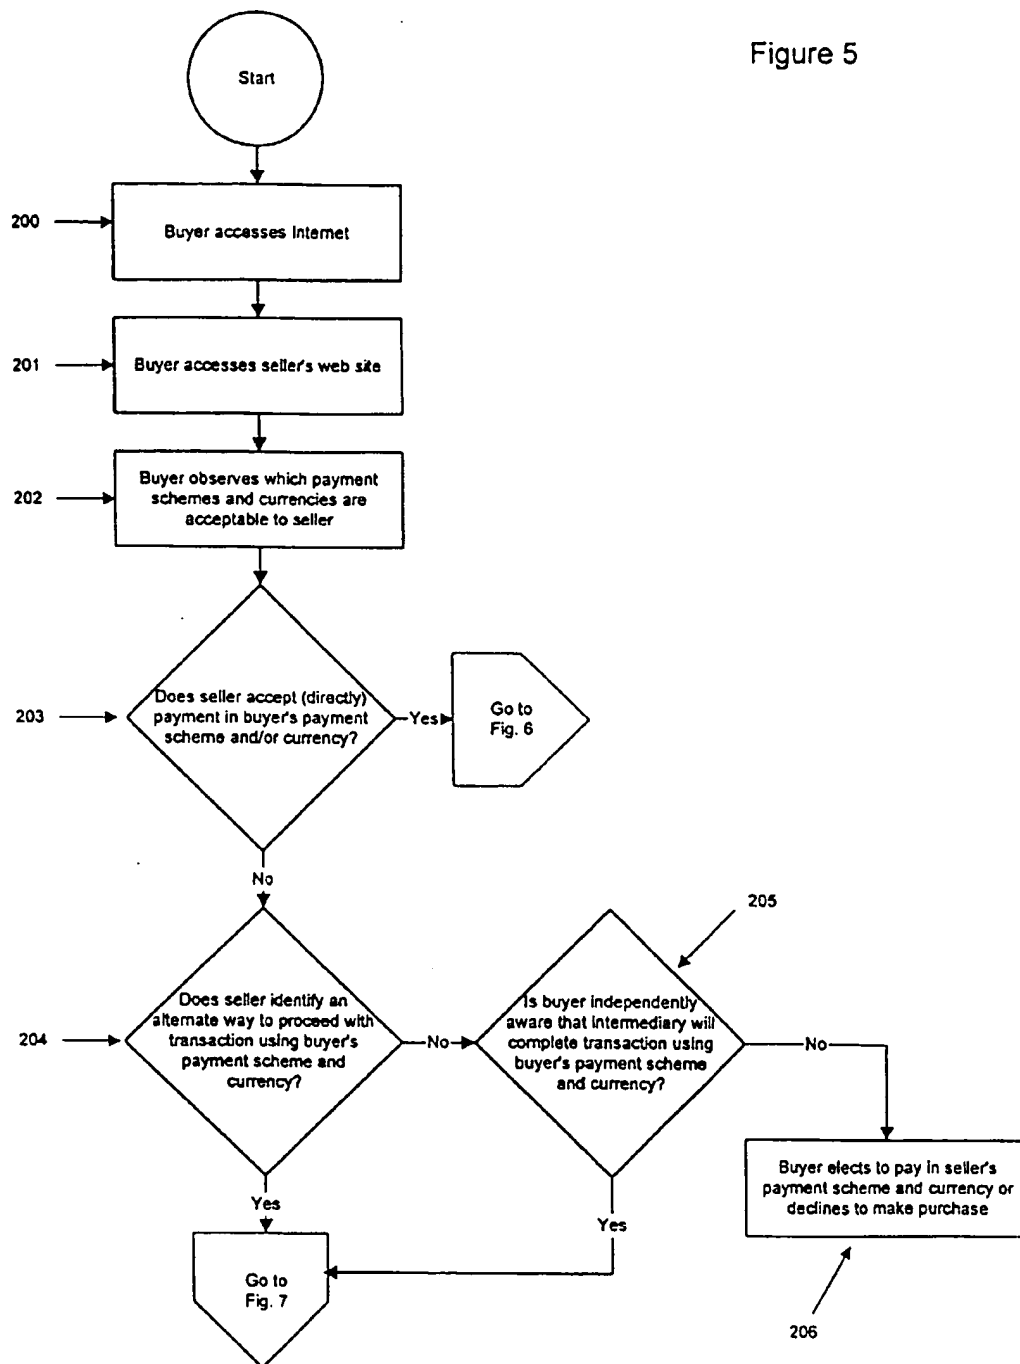 Figure 5
Start
200
Buyer accesses Internet
201
Buyer accesses seller's web site
202
Buyer observes which payment
schemes and currencies are
acceptable to seller
203
Does seller accept (directly)
payment in buyer's payment
scheme and/or currency?
Yes
Go to
Fig. 6
No
204
Does seller identify an
alternate way to proceed with
transaction using buyer's
payment scheme and
currency?
No
205
Is buyer independently
aware that intermediary will
complete transaction using
buyer's payment scheme
and currency?
No
Yes
Yes
Buyer elects to pay in seller's
payment scheme and currency or
declines to make purchase
206
Go to
Fig. 7